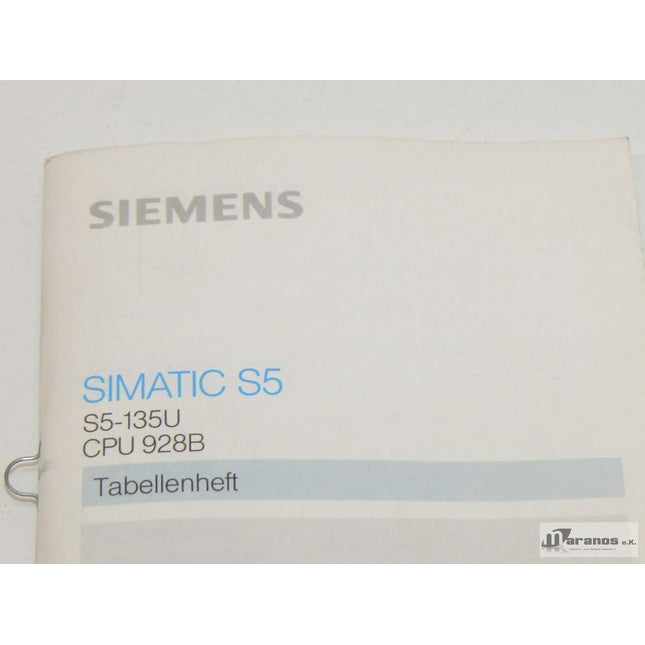 SIEMENS
SIMATIC S5
S5-135U
CPU 928B
Tabellenheft
Maranos e.K.